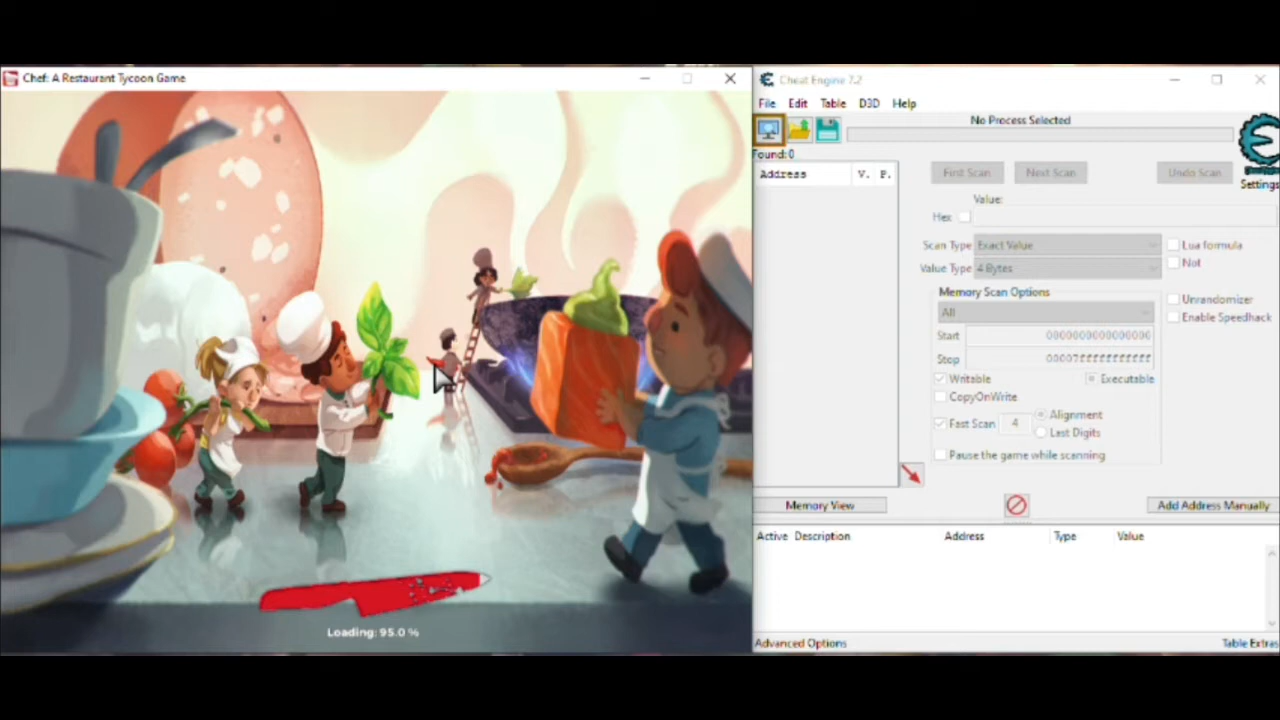 Chef: A Restaurant Tycoon Game
Loading: 95.0 %
Cheat Engine 7.2
File Edit Table D3D Help
No Process Selected
Found: 0
Address V. P.
First Scan Next Scan Undo Scan
Settings
Value:
Hex
Scan Type Exact Value
Lua formula
Not
Value Type 4 Bytes
Memory Scan Options
All
Unrandomizer
Enable Speedhack
Start 0000000000000000
Stop 00007fffffffffff
Writable Executable
CopyOnWrite
Fast Scan 4 Alignment
Last Digits
Pause the game while scanning
Memory View Add Address Manually
Active Description Address Type Value
Advanced Options Table Extras